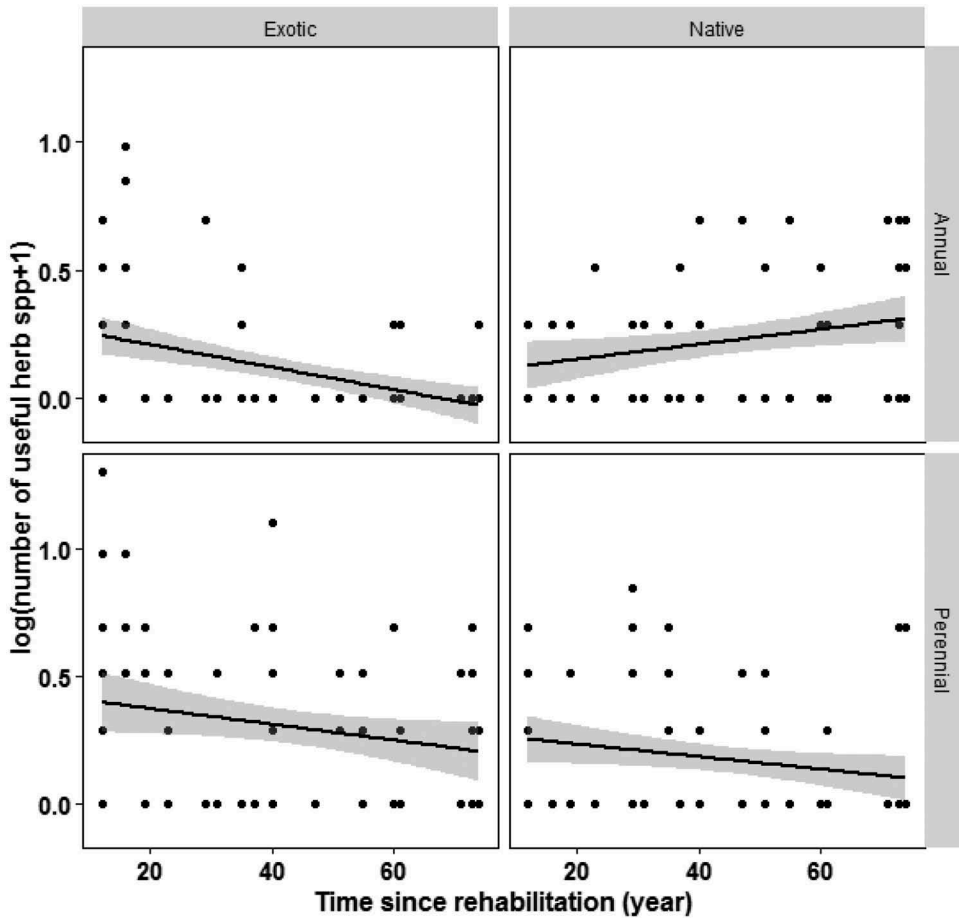 Exotic
Native
1.0
0.5
0.0
Annual
1.0
0.5
0.0
Perennial
log(number of useful herb spp+1)
20
40
60
20
40
60
Time since rehabilitation (year)